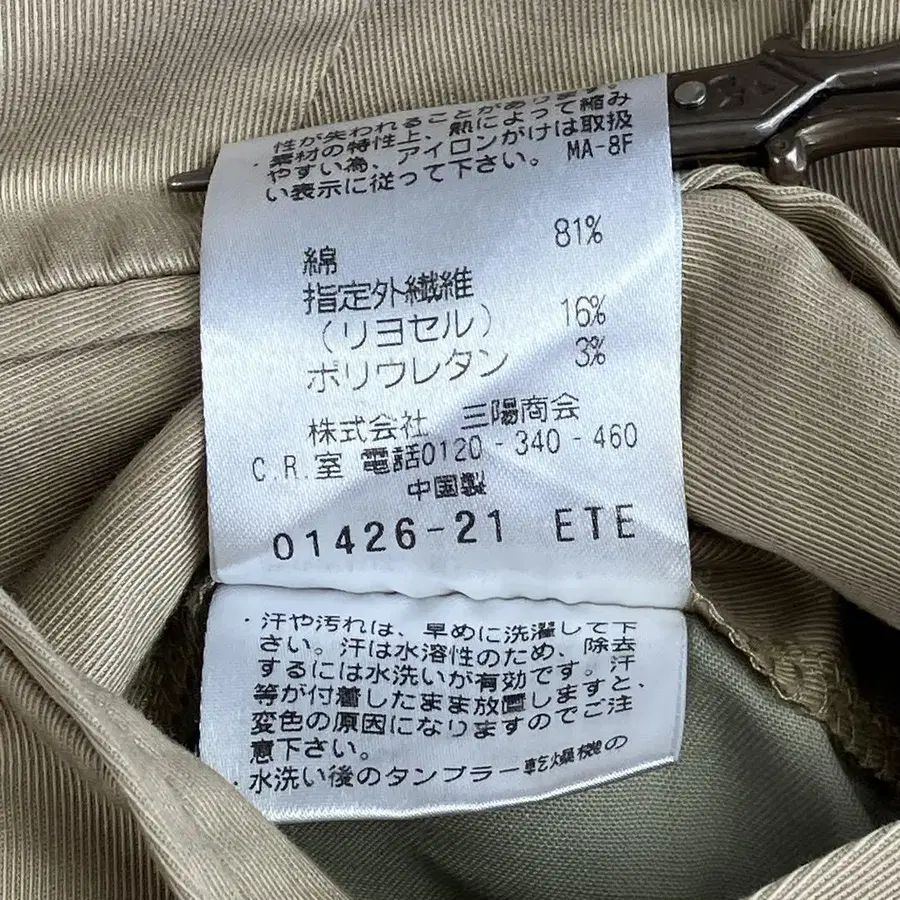 性が失われることがあります。
・素材の特性上、熱によって縮み
やすい為、アイロンがけは取扱
い表示に従って下さい。 MA-8F
綿 81%
指定外繊維
（リヨセル） 16%
ポリウレタン 3%
株式会社 三陽商会
C.R.室 電話0120-340-460
中国製
01426-21 ETE
・汗や汚れは、早めに洗濯して下
さい。汗は水溶性のため、除去
するには水洗いが有効です。汗
等が付着したまま放置しますと、
変色の原因になりますのでご注
意下さい。
・水洗い後のタンブラー乾燥機の